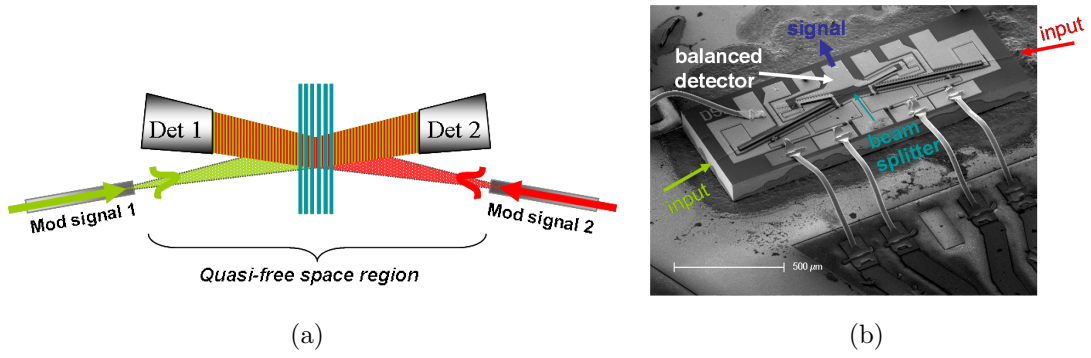 Det 1
Det 2
Mod signal 1
Mod signal 2
Quasi-free space region
(a)
signal
input
balanced
detector
beam
splitter
input
500 μm
(b)